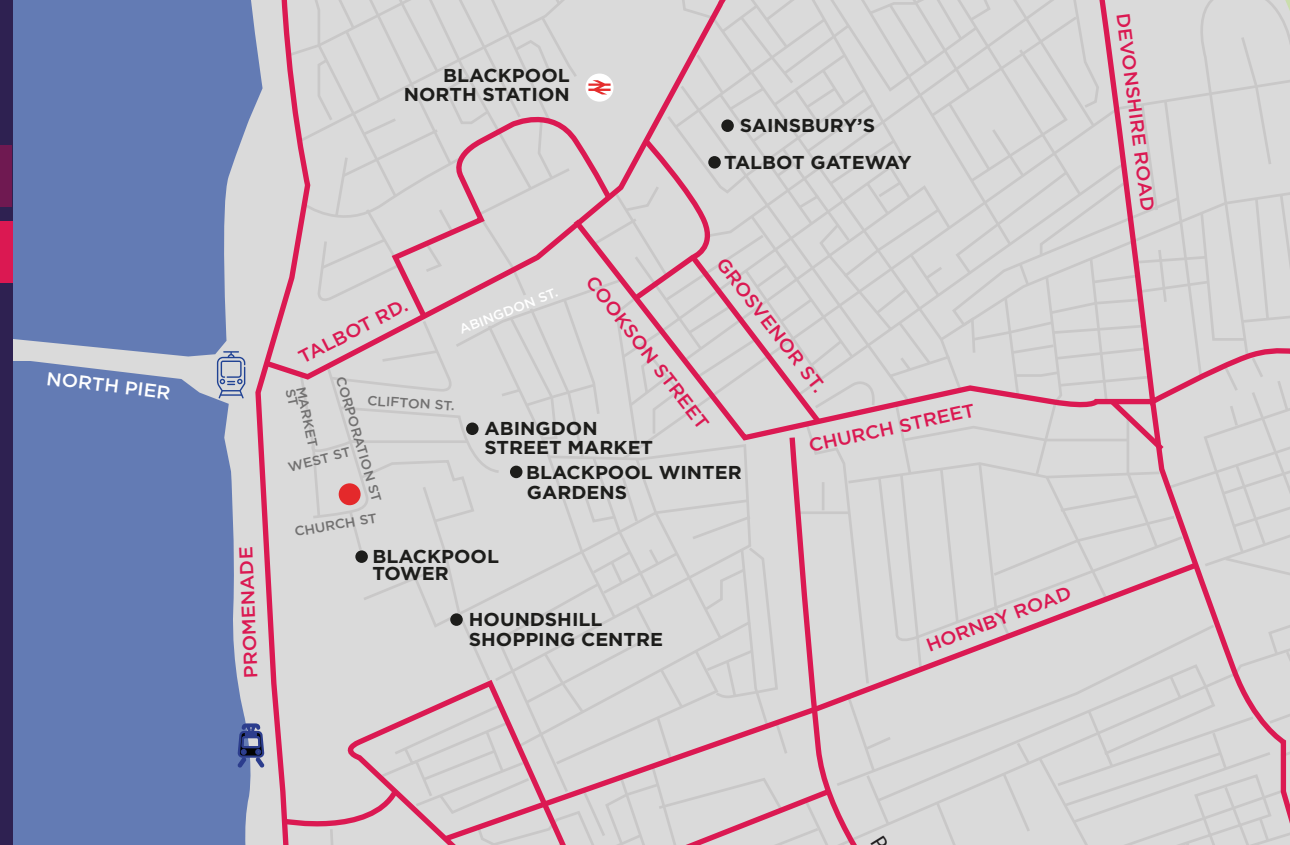 BLACKPOOL
NORTH STATION
SAINSBURY'S
TALBOT GATEWAY
DEVONSHIRE ROAD
TALBOT RD.
ABINGDON ST.
COOKSON STREET
GROSVENOR ST.
NORTH PIER
MARKET
ST
CORPORATION ST
CLIFTON ST.
CHURCH STREET
ABINGDON
STREET MARKET
WEST ST
BLACKPOOL WINTER
GARDENS
CHURCH ST
BLACKPOOL
TOWER
PROMENADE
HOUNDSHILL
SHOPPING CENTRE
HORNBY ROAD